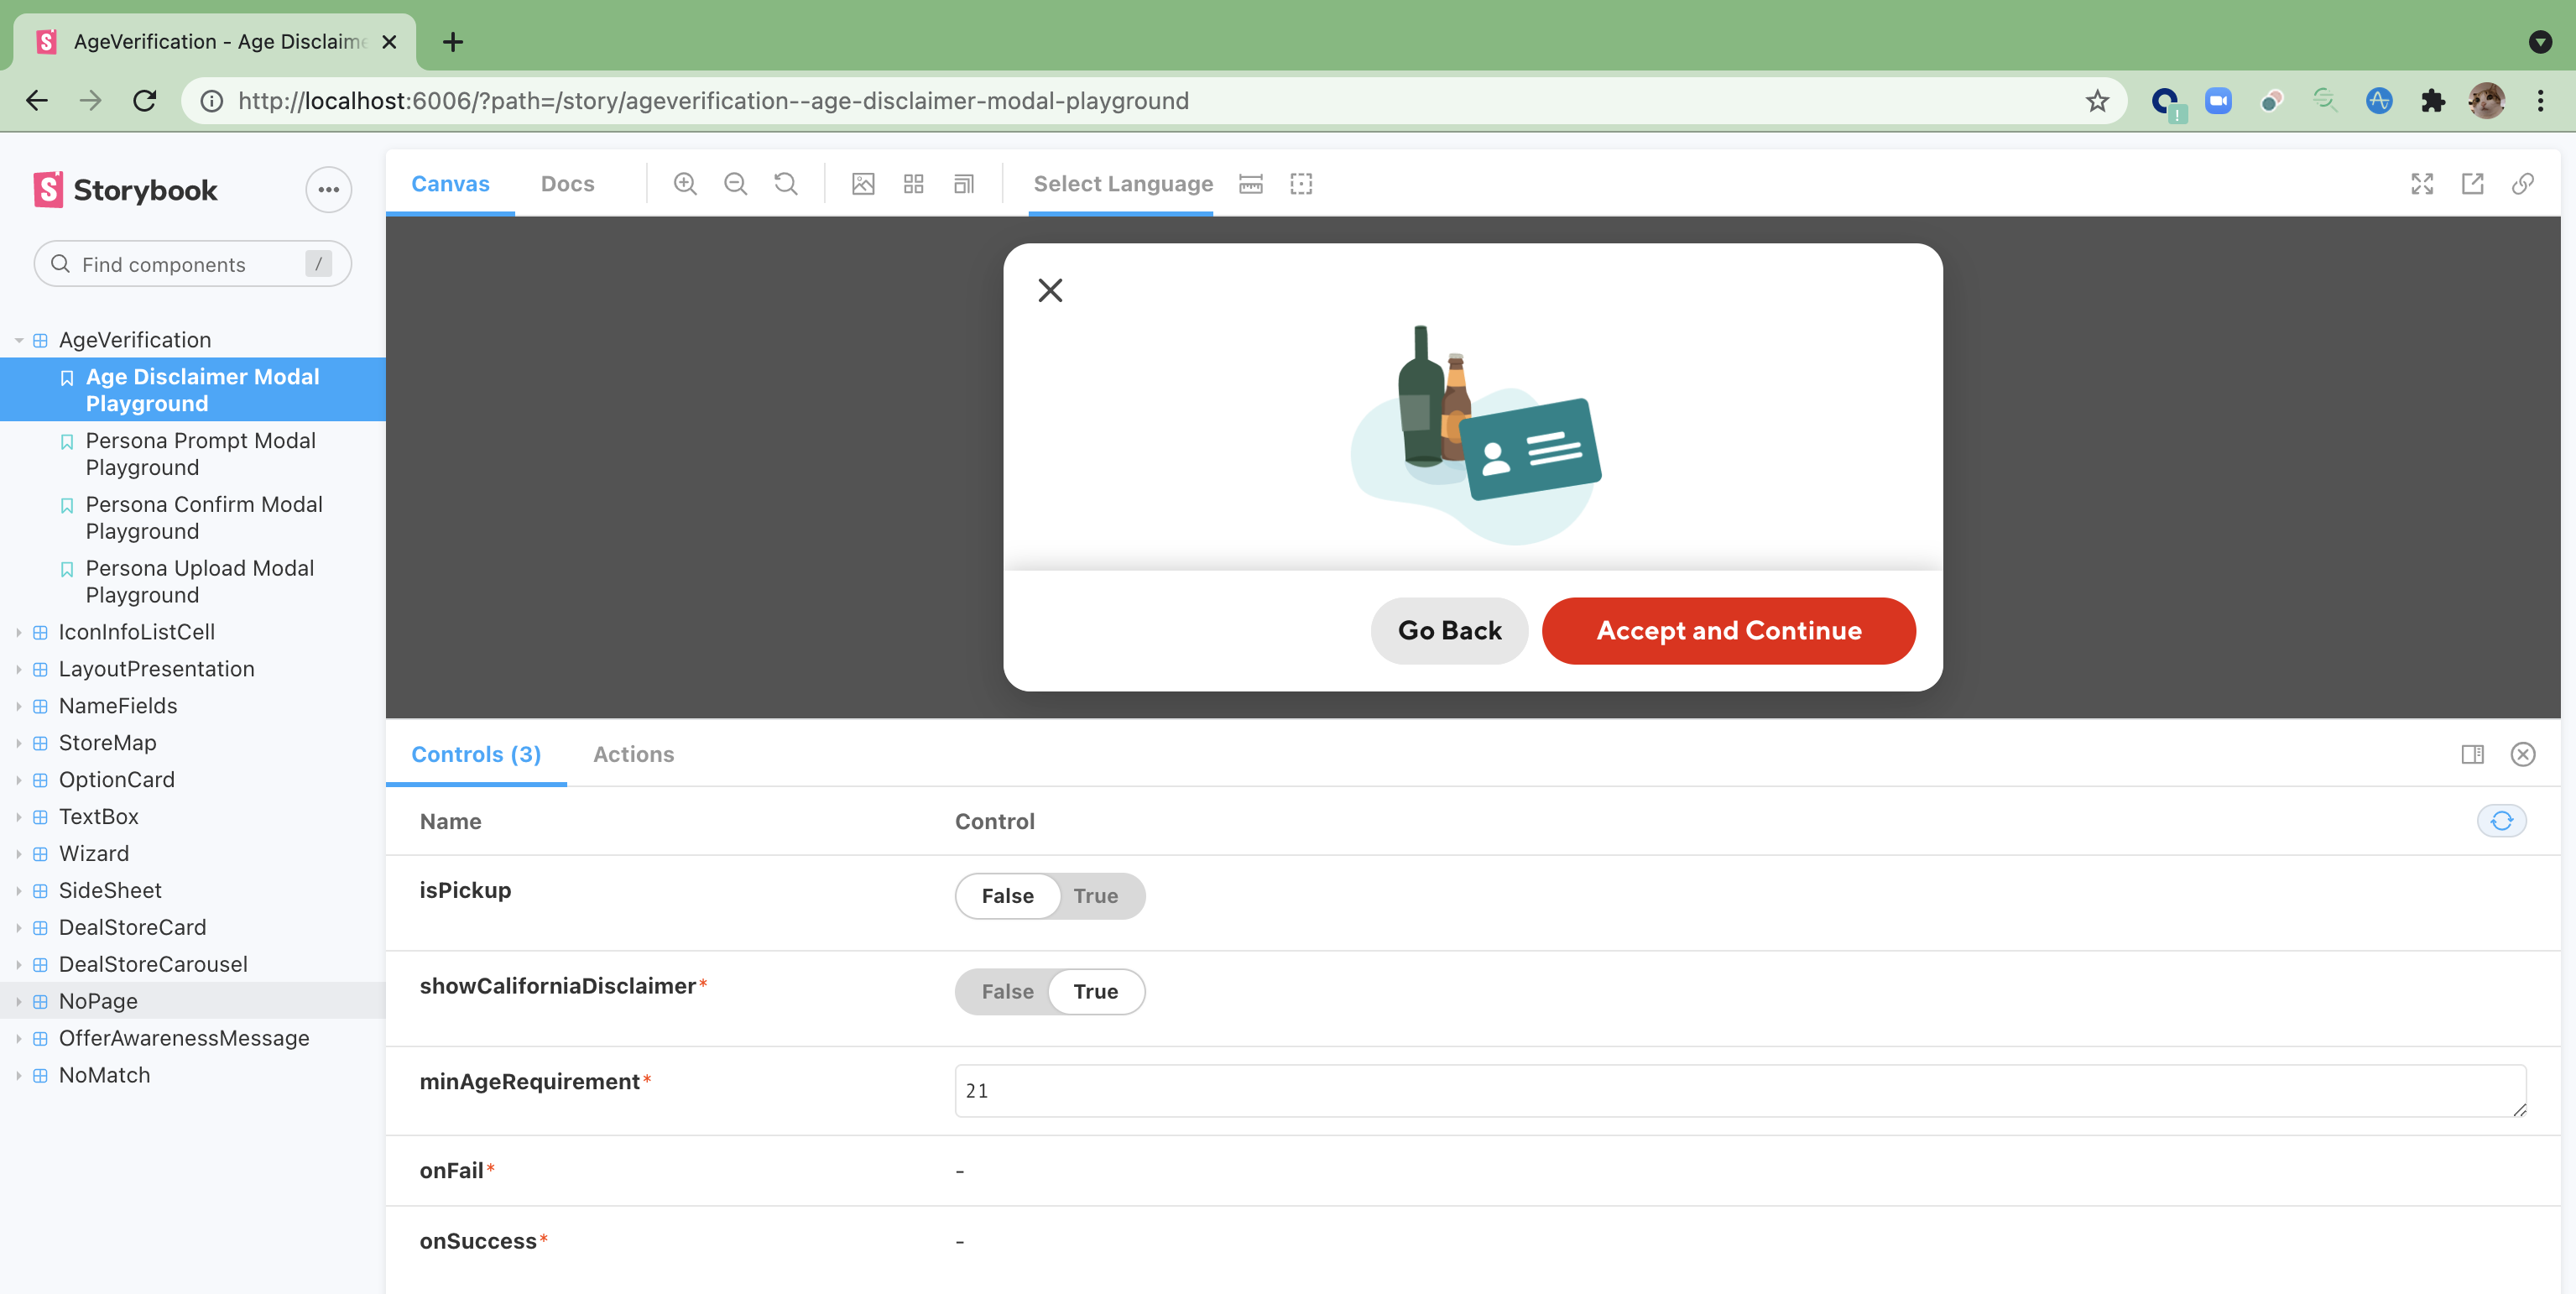 AgeVerification - Age Disclaime
http://localhost:6006/?path=/story/ageverification--age-disclaimer-modal-playground
Storybook
Find components
/
AgeVerification
Age Disclaimer Modal
Playground
Persona Prompt Modal
Playground
Persona Confirm Modal
Playground
Persona Upload Modal
Playground
IconInfoListCell
LayoutPresentation
NameFields
StoreMap
OptionCard
TextBox
Wizard
SideSheet
DealStoreCard
DealStoreCarousel
NoPage
OfferAwarenessMessage
NoMatch
Canvas
Docs
Select Language
Go Back
Accept and Continue
Controls (3)
Actions
Name
Control
isPickup
False True
showCaliforniaDisclaimer*
False True
minAgeRequirement*
21
onFail*
-
onSuccess*
-